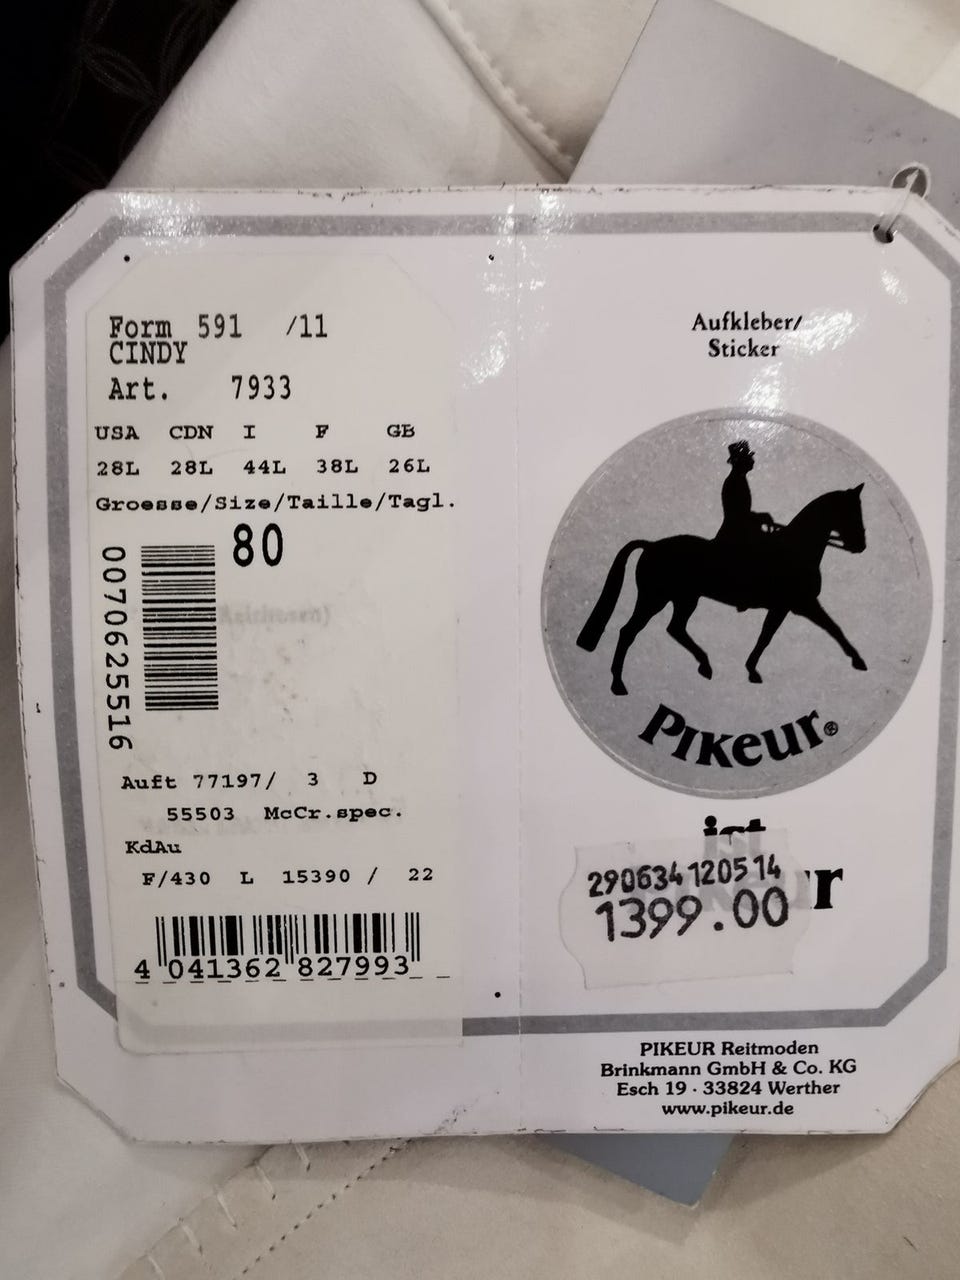 Form 591 /11
CINDY
Art. 7933
USA CDN I F GB
28L 28L 44L 38L 26L
Groesse/Size/Taille/Tagl.
80
0070625516
Auft 77197/ 3 D
55503 McCr.spec.
KdAu
F/430 L 15390 / 22
4 041362 827993
Aufkleber/
Sticker
PIKEUR®
ist
290634 120514
1399.00
PIKEUR Reitmoden
Brinkmann GmbH & Co. KG
Esch 19 · 33824 Werther
www.pikeur.de